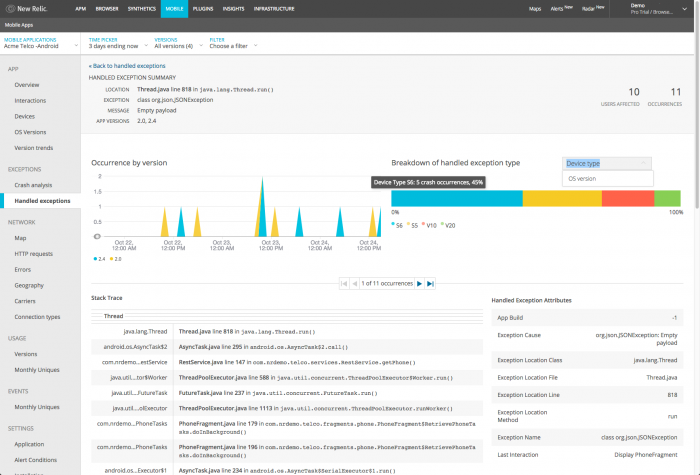 New Relic. APM BROWSER SYNTHETICS MOBILE PLUGINS INSIGHTS INFRASTRUCTURE Maps Alerts New Radar New Demo
Pro Trial / Browse...
Mobile Apps
MOBILE APPLICATIONS TIME PICKER VERSIONS FILTER
Acme Telco -Android 3 days ending now All versions (4) Choose a filter
APP
Overview
Interactions
Devices
OS Versions
Version trends
EXCEPTIONS
Crash analysis
Handled exceptions
NETWORK
Map
HTTP requests
Errors
Geography
Carriers
Connection types
USAGE
Versions
Monthly Uniques
EVENTS
Monthly Uniques
SETTINGS
Application
Alert Conditions
« Back to handled exceptions
HANDLED EXCEPTION SUMMARY
LOCATION Thread.java line 818 in java.lang.Thread.run()
EXCEPTION class org.json.JSONException
MESSAGE Empty payload
APP VERSIONS 2.0, 2.4
10 11
USERS AFFECTED OCCURRENCES
Occurrence by version
2
1.5
1
0.5
0
Oct 22, Oct 22, Oct 23, Oct 23, Oct 24, Oct 24,
12:00 AM 12:00 PM 12:00 AM 12:00 PM 12:00 AM 12:00 PM
2.4 2.0
Breakdown of handled exception type
Device type
OS version
Device Type S6: 5 crash occurrences, 45%
0% 100%
S6 S5 V10 V20
1 of 11 occurrences
Stack Trace
Thread
java.lang.Thread Thread.java line 818 in java.lang.Thread.run()
android.os.AsyncTask$2 AsyncTask.java line 295 in android.os.AsyncTask$2.call()
com.nrdemo...estService RestService.java line 147 in com.nrdemo.telco.services.RestService.getPhone()
java.util....tor$Worker ThreadPoolExecutor.java line 588 in java.util.concurrent.ThreadPoolExecutor$Worker.run()
java.util....FutureTask FutureTask.java line 237 in java.util.concurrent.FutureTask.run()
java.util....olExecutor ThreadPoolExecutor.java line 1113 in java.util.concurrent.ThreadPoolExecutor.runWorker()
com.nrdemo...PhoneTasks PhoneFragment.java line 179 in com.nrdemo.telco.fragments.phone.PhoneFragment$RetrievePhoneTa
sks.doInBackground()
com.nrdemo...PhoneTasks PhoneFragment.java line 196 in com.nrdemo.telco.fragments.phone.PhoneFragment$RetrievePhoneTa
sks.doInBackground()
android.os...Executor$1 AsyncTask.java line 234 in android.os.AsyncTask$SerialExecutor$1.run()
Handled Exception Attributes
App Build -1
Exception Cause org.json.JSONException: Empty
payload
Exception Location Class java.lang.Thread
Exception Location File Thread.java
Exception Location Line 818
Exception Location
Method run
Exception Name class org.json.JSONException
Last Interaction Display PhoneFragment